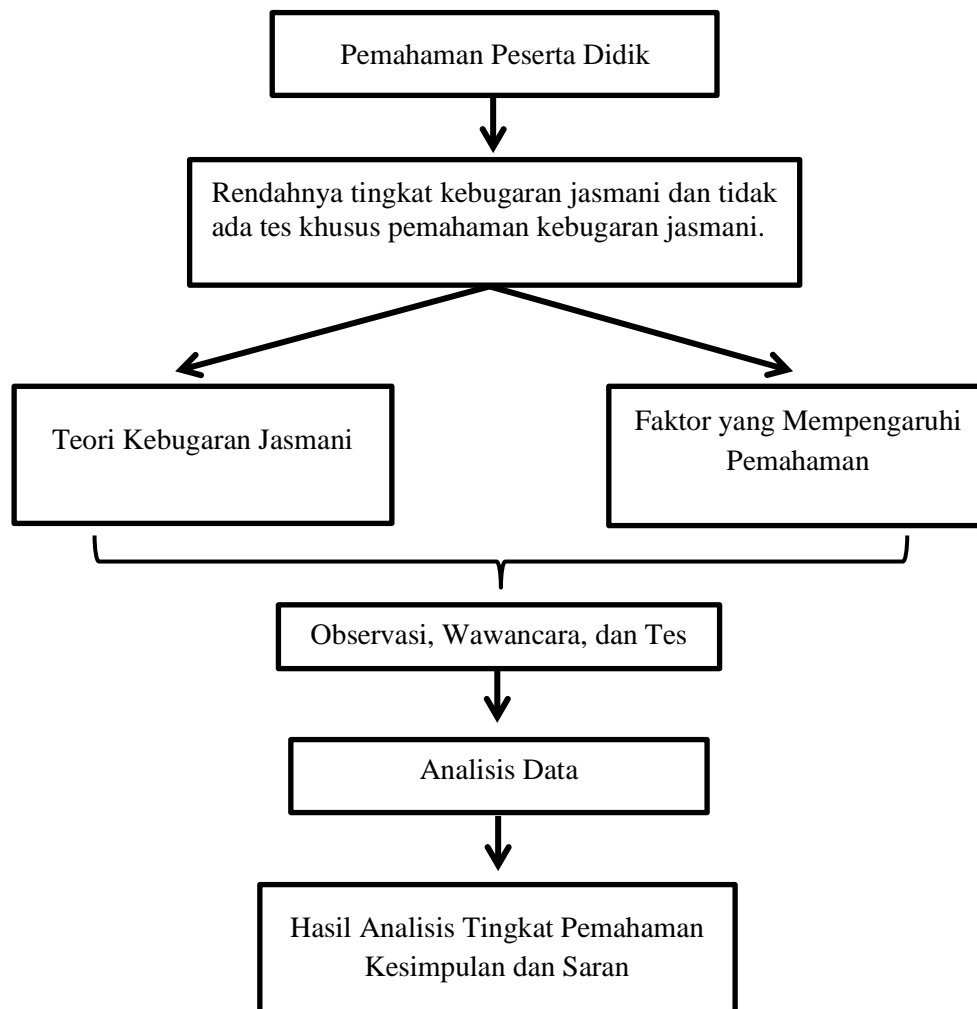 Pemahaman Peserta Didik
Rendahnya tingkat kebugaran jasmani dan tidak
ada tes khusus pemahaman kebugaran jasmani.
Teori Kebugaran Jasmani
Faktor yang Mempengaruhi
Pemahaman
Observasi, Wawancara, dan Tes
Analisis Data
Hasil Analisis Tingkat Pemahaman
Kesimpulan dan Saran